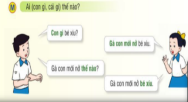 M Ai (con gì, cái gì) thế nào?
Con gì bé xíu?
Gà con mới nở bé xíu.
Gà con mới nở thế nào?
Gà con mới nở bé xíu.